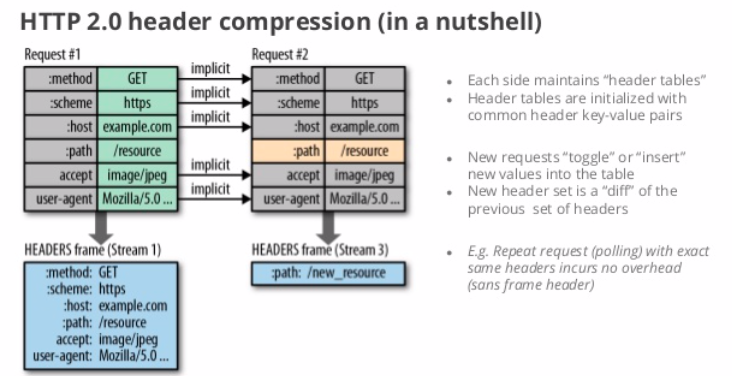 HTTP 2.0 header compression (in a nutshell)
Request #1
implicit
Request #2
:method GET
:scheme https
:host example.com
:path /resource
accept image/jpeg
user-agent Mozilla/5.0 ...
implicit
implicit
implicit
implicit
:method GET
:scheme https
:host example.com
:path /resource
accept image/jpeg
user-agent Mozilla/5.0 ...
HEADERS frame (Stream 1)
:method: GET
:scheme: https
:host: example.com
:path: /resource
accept: image/jpeg
user-agent: Mozilla/5.0 ...
HEADERS frame (Stream 3)
:path: /new_resource
• Each side maintains “header tables”
• Header tables are initialized with
common header key-value pairs
• New requests “toggle” or “insert”
new values into the table
• New header set is a “diff” of the
previous set of headers
• E.g. Repeat request (polling) with exact
same headers incurs no overhead
(sans frame header)